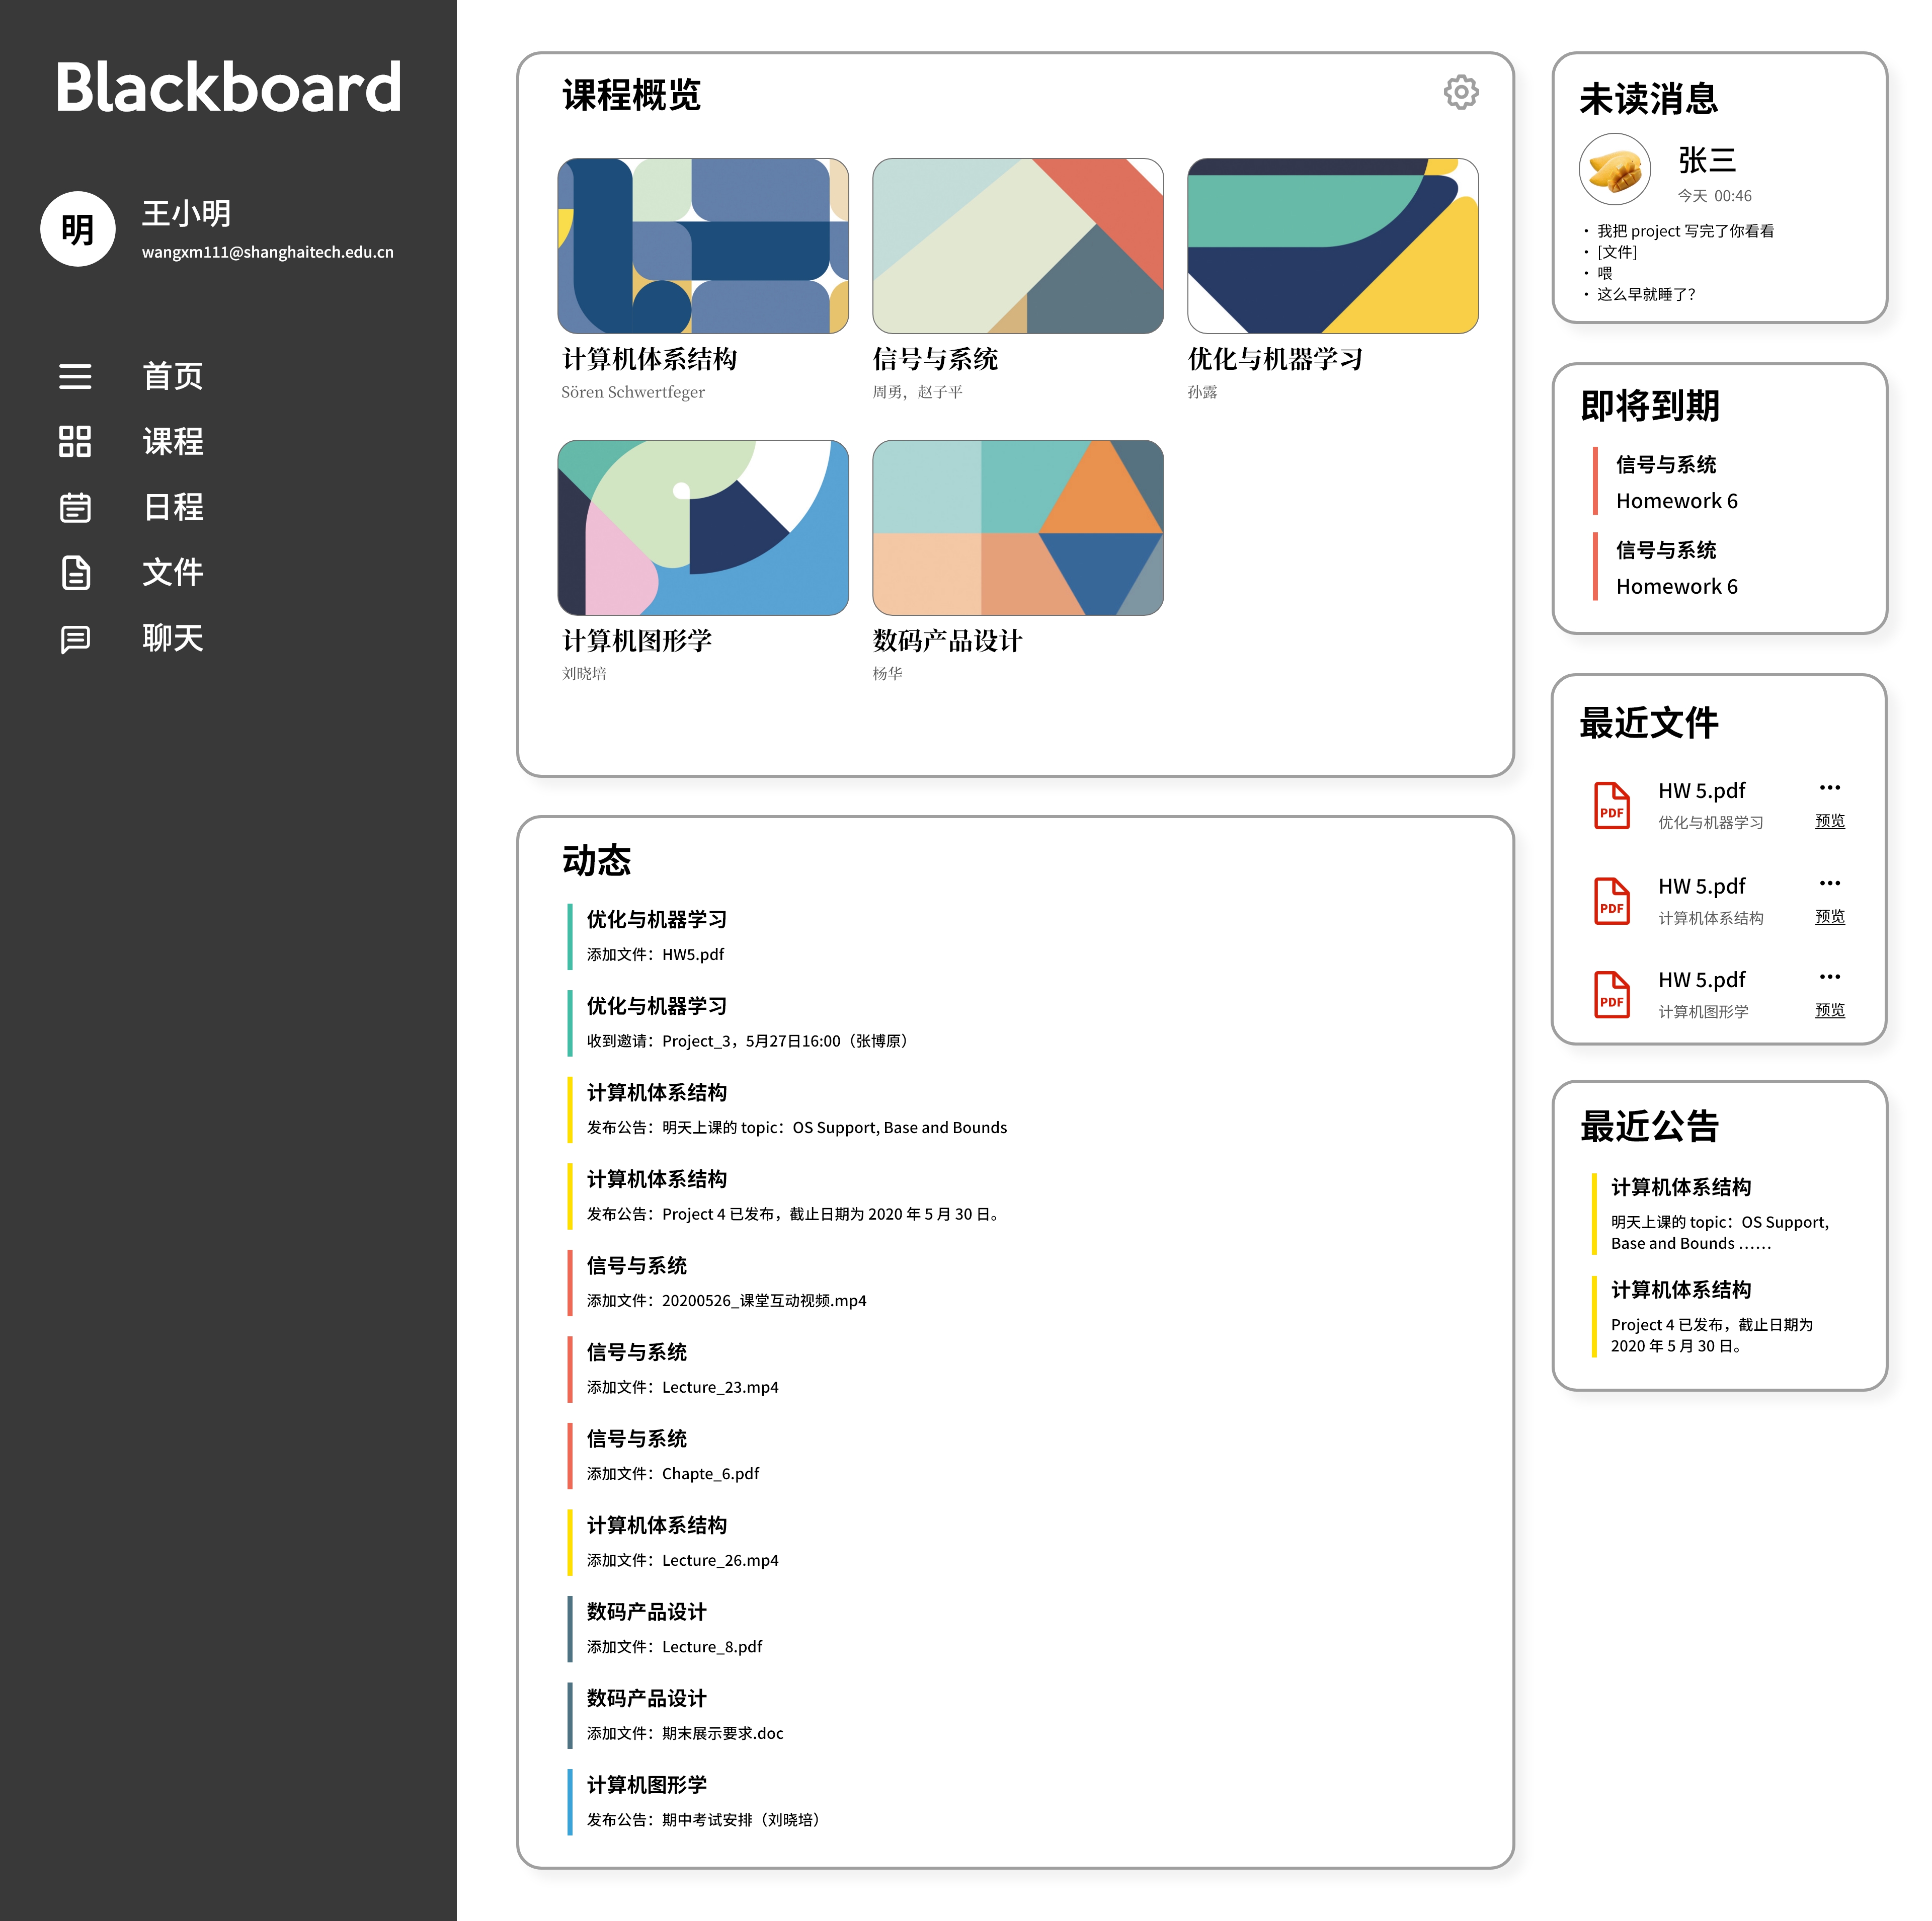 Blackboard
明
王小明
wangxm111@shanghaitech.edu.cn
首页
课程
日程
文件
聊天
课程概览
计算机体系结构
Sören Schwertfeger
信号与系统
周勇，赵子平
优化与机器学习
孙露
计算机图形学
刘晓培
数码产品设计
杨华
动态
优化与机器学习
添加文件：HW5.pdf
优化与机器学习
收到邀请：Project_3，5月27日16:00（张博原）
计算机体系结构
发布公告：明天上课的 topic：OS Support, Base and Bounds
计算机体系结构
发布公告：Project 4 已发布，截止日期为 2020 年 5 月 30 日。
信号与系统
添加文件：20200526_课堂互动视频.mp4
信号与系统
添加文件：Lecture_23.mp4
信号与系统
添加文件：Chapte_6.pdf
计算机体系结构
添加文件：Lecture_26.mp4
数码产品设计
添加文件：Lecture_8.pdf
数码产品设计
添加文件：期末展示要求.doc
计算机图形学
发布公告：期中考试安排（刘晓培）
未读消息
张三
今天 00:46
· 我把 project 写完了你看看
· [文件]
· 喂
· 这么早就睡了？
即将到期
信号与系统
Homework 6
信号与系统
Homework 6
最近文件
PDF
HW 5.pdf
优化与机器学习
预览
PDF
HW 5.pdf
计算机体系结构
预览
PDF
HW 5.pdf
计算机图形学
预览
最近公告
计算机体系结构
明天上课的 topic：OS Support,
Base and Bounds ……
计算机体系结构
Project 4 已发布，截止日期为
2020 年 5 月 30 日。